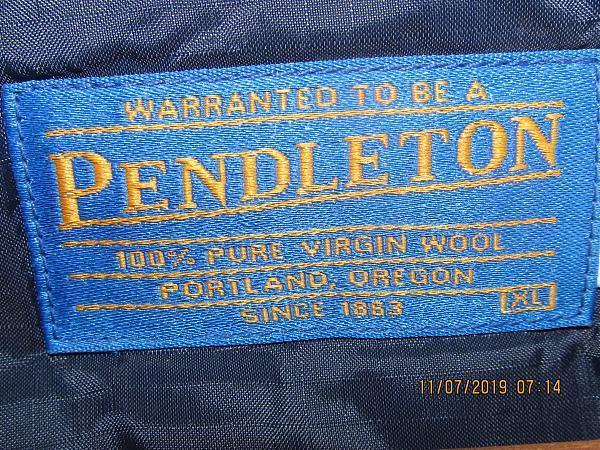 WARRANTED TO BE A
PENDLETON
100% PURE VIRGIN WOOL
PORTLAND, OREGON
SINCE 1863
XL
11/07/2019 07:14